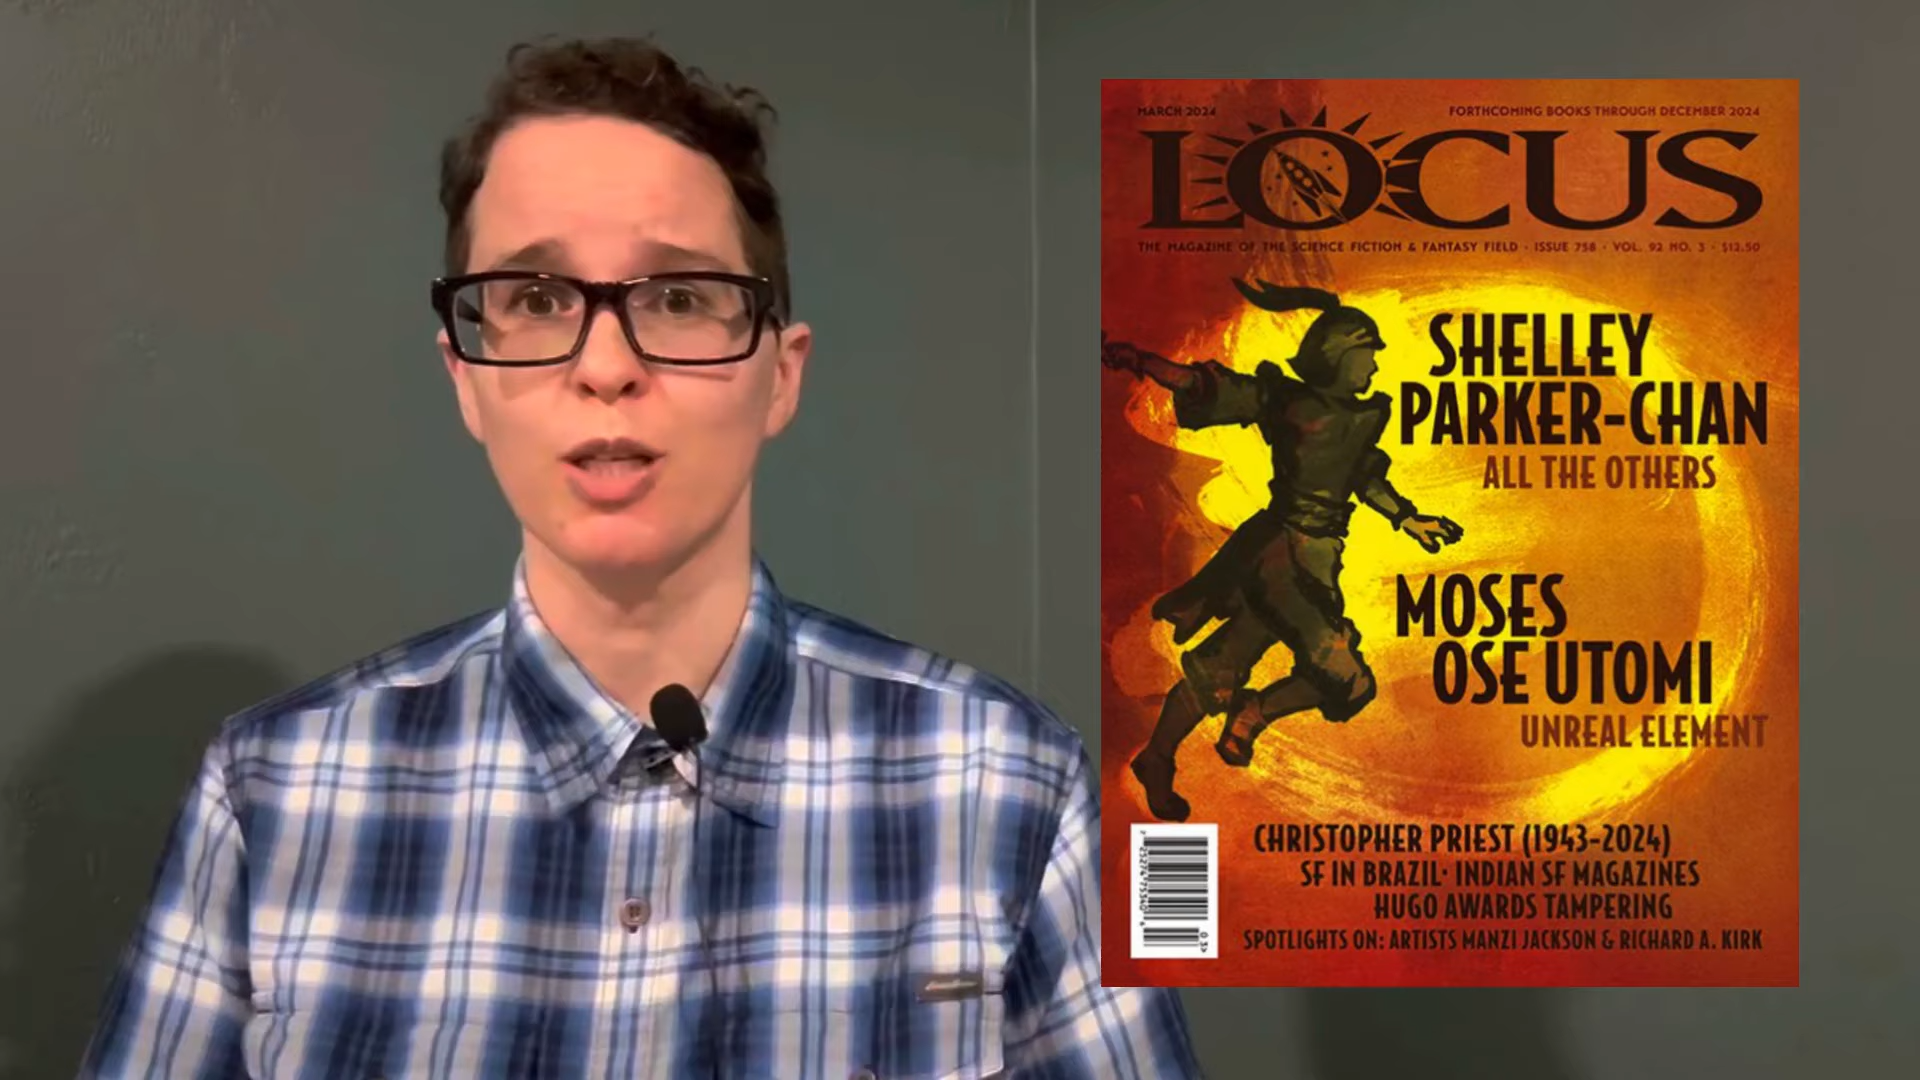 MARCH 2024
FORTHCOMING BOOKS THROUGH DECEMBER 2024
LOCUS
THE MAGAZINE OF THE SCIENCE FICTION & FANTASY FIELD · ISSUE 758 · VOL. 92 NO. 3 · $12.50
SHELLEY
PARKER-CHAN
ALL THE OTHERS
MOSES
OSE UTOMI
UNREAL ELEMENT
CHRISTOPHER PRIEST (1943-2024)
SF IN BRAZIL · INDIAN SF MAGAZINES
HUGO AWARDS TAMPERING
SPOTLIGHTS ON: ARTISTS MANZI JACKSON & RICHARD A. KIRK
03>